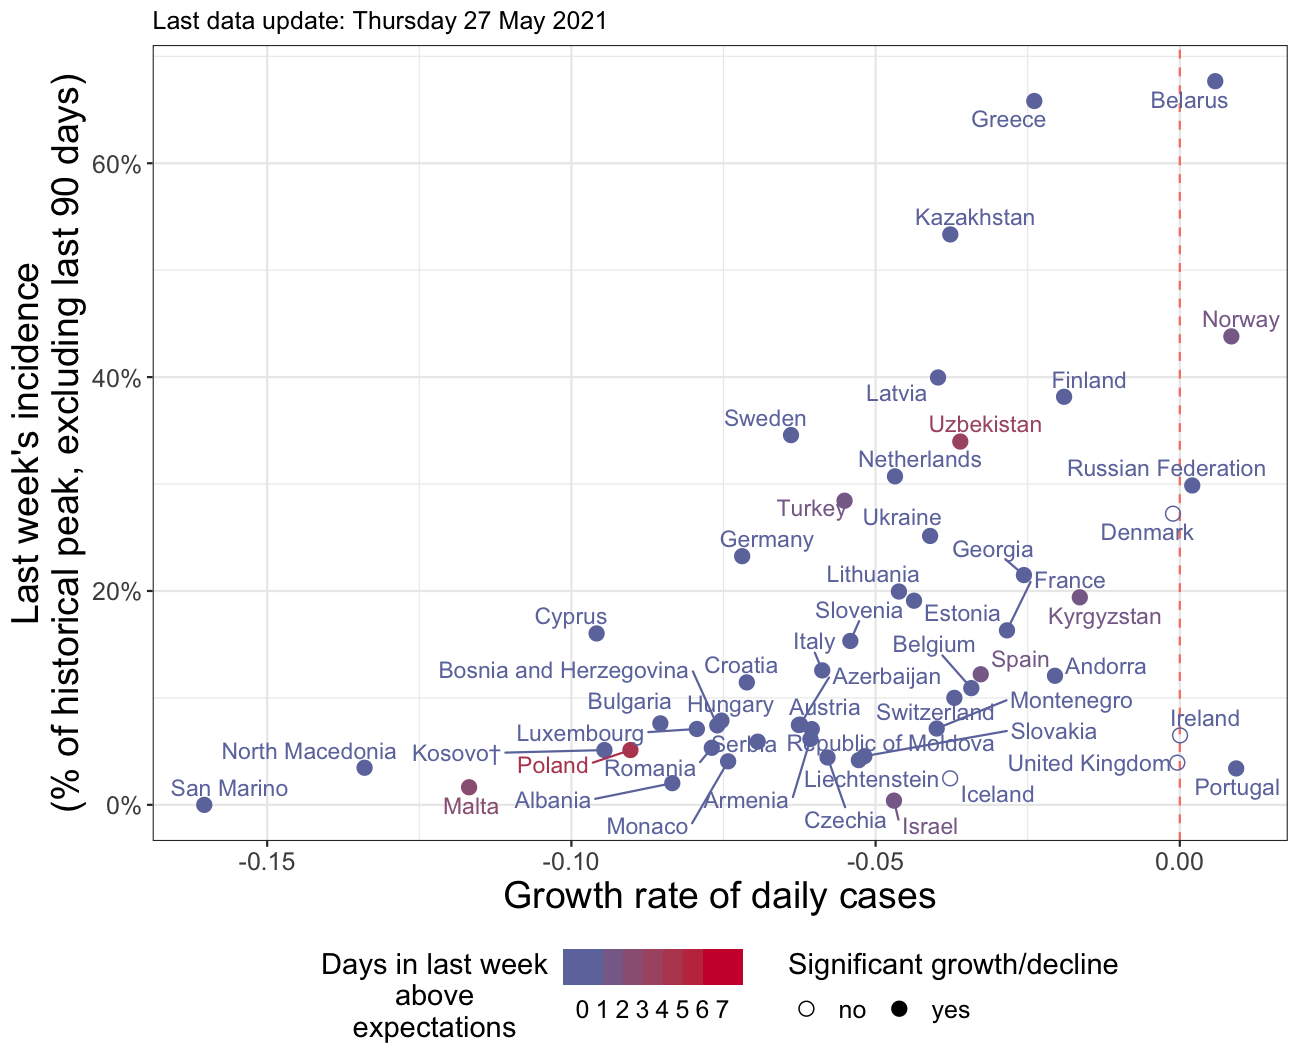 Last data update: Thursday 27 May 2021
Last week's incidence
(% of historical peak, excluding last 90 days)
60%
40%
20%
0%
Belarus
Greece
Kazakhstan
Norway
Finland
Latvia
Sweden
Uzbekistan
Netherlands
Russian Federation
Turkey
Ukraine
Denmark
Germany
Georgia
Lithuania
France
Slovenia
Estonia
Kyrgyzstan
Cyprus
Italy
Belgium
Spain
Andorra
Bosnia and Herzegovina
Croatia
Azerbaijan
Bulgaria
Hungary
Austria
Switzerland
Montenegro
Ireland
Luxembourg
Serbia
Republic of Moldova
Slovakia
North Macedonia
Kosovo†
Poland
Romania
United Kingdom
San Marino
Liechtenstein
Portugal
Malta
Albania
Armenia
Iceland
Monaco
Czechia
Israel
-0.15
-0.10
-0.05
0.00
Growth rate of daily cases
Days in last week
above
expectations
0 1 2 3 4 5 6 7
Significant growth/decline
no
yes